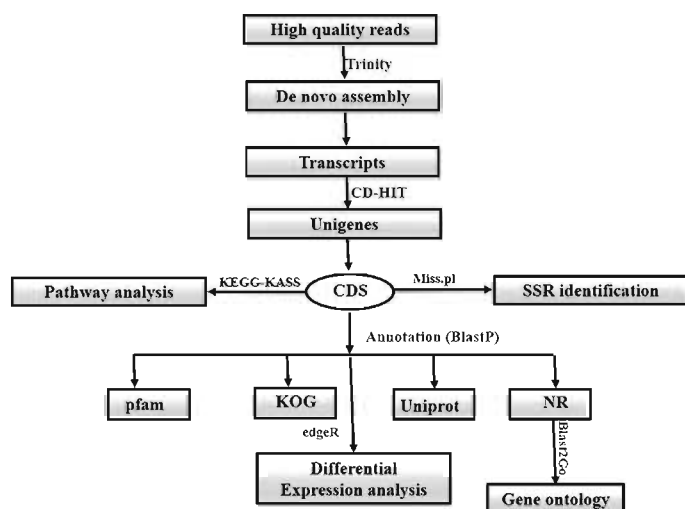 High quality reads
Trinity
De novo assembly
Transcripts
CD-HIT
Unigenes
KEGG-KASS
Miss.pl
Pathway analysis
CDS
SSR identification
Annotation (BlastP)
pfam
KOG
Uniprot
NR
edgeR
Blast2Go
Differential
Expression analysis
Gene ontology